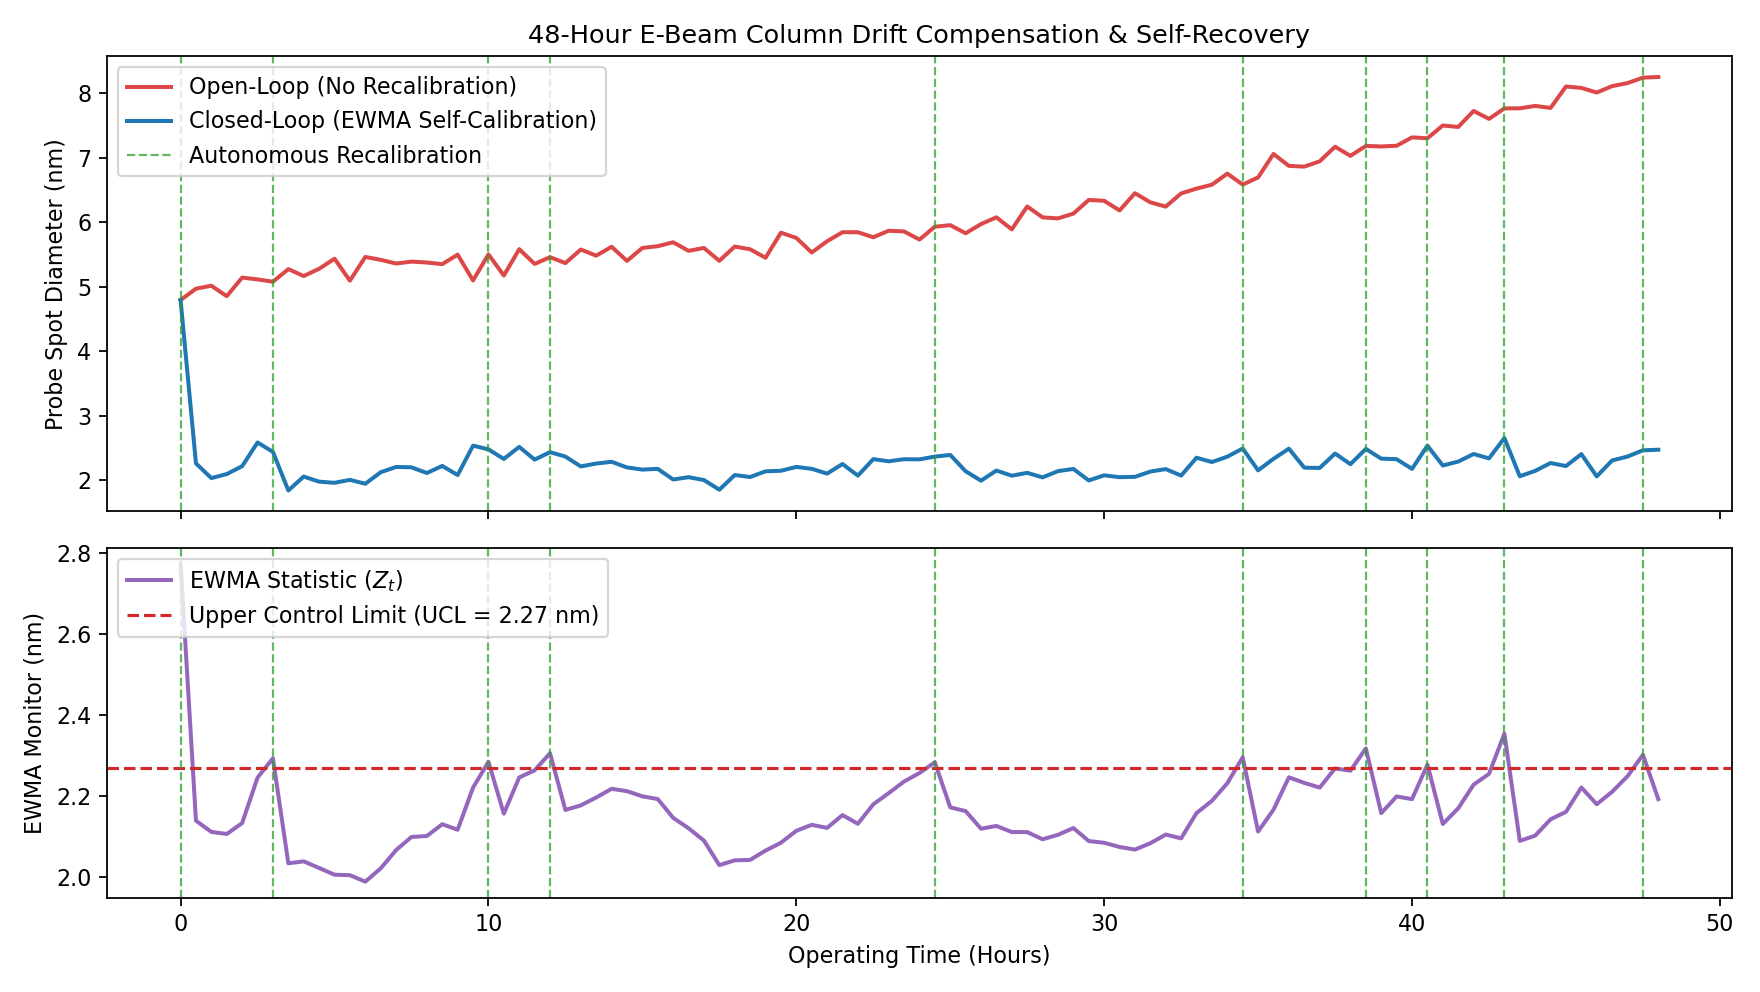 48-Hour E-Beam Column Drift Compensation & Self-Recovery
Open-Loop (No Recalibration)
Closed-Loop (EWMA Self-Calibration)
Autonomous Recalibration
Probe Spot Diameter (nm)
8
7
6
5
4
3
2
EWMA Statistic (Z_t)
Upper Control Limit (UCL = 2.27 nm)
EWMA Monitor (nm)
2.8
2.6
2.4
2.2
2.0
0
10
20
30
40
50
Operating Time (Hours)